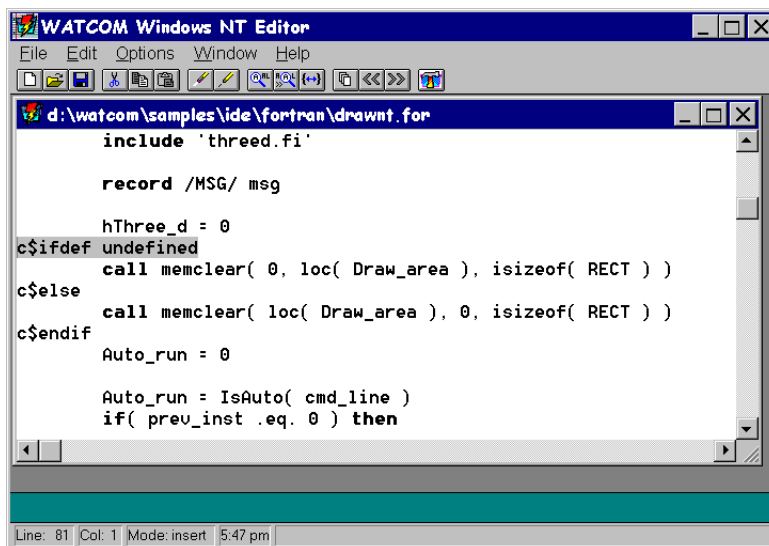 WATCOM Windows NT Editor
File Edit Options Window Help
d:\watcom\samples\ide\fortran\drawnt.for
include 'threed.fi'
record /MSG/ msg
hThree_d = 0
c$ifdef undefined
call memclear( 0, loc( Draw_area ), isizeof( RECT ) )
c$else
call memclear( loc( Draw_area ), 0, isizeof( RECT ) )
c$endif
Auto_run = 0
Auto_run = IsAuto( cmd_line )
if( prev_inst .eq. 0 ) then
Line: 81 Col: 1 Mode: insert 5:47 pm